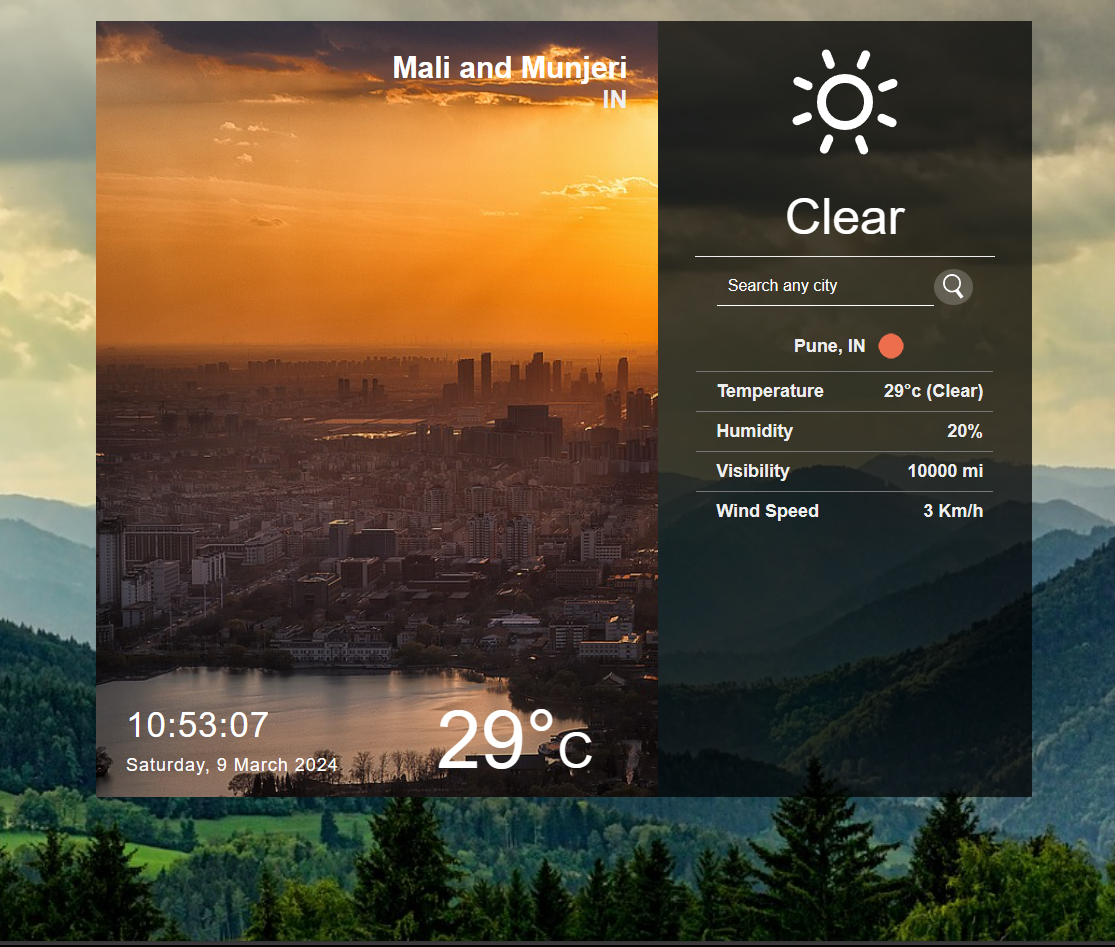 Mali and Munjeri
IN
10:53:07
Saturday, 9 March 2024
29°c
Clear
Search any city
Pune, IN
Temperature 29°c (Clear)
Humidity 20%
Visibility 10000 mi
Wind Speed 3 Km/h